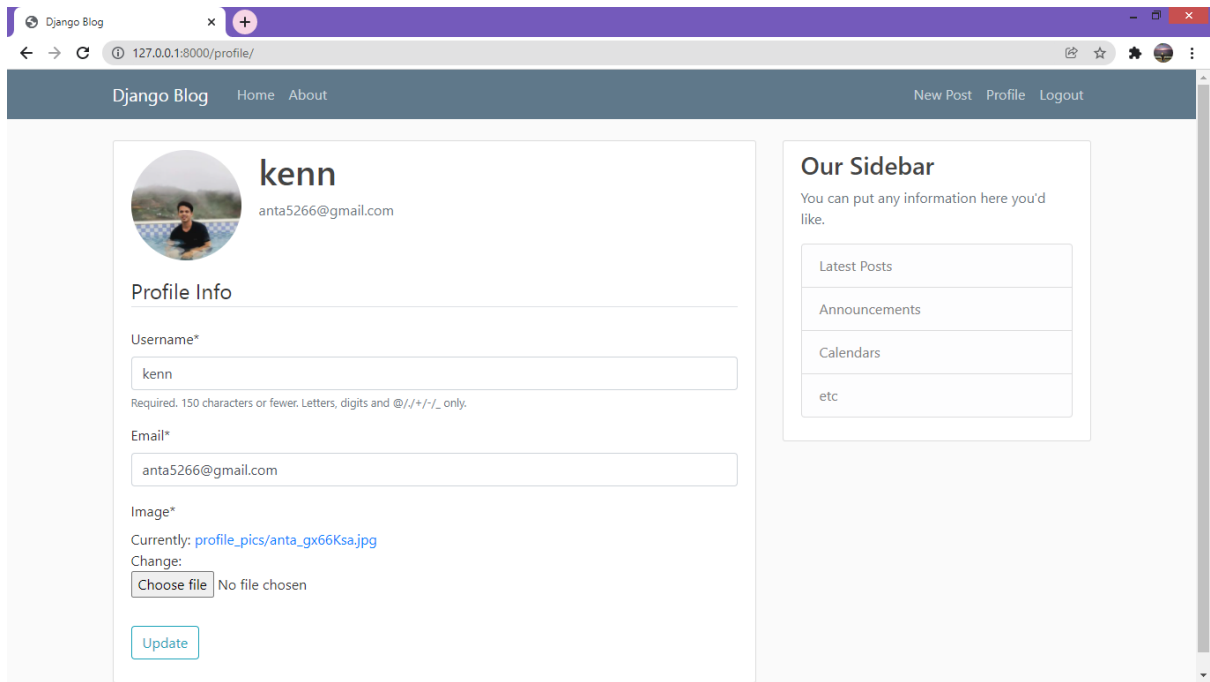 Django Blog
127.0.0.1:8000/profile/
Django Blog Home About New Post Profile Logout
kenn
anta5266@gmail.com
Profile Info
Username*
kenn
Required. 150 characters or fewer. Letters, digits and @/./+/-/_ only.
Email*
anta5266@gmail.com
Image*
Currently: profile_pics/anta_gx66Ksa.jpg
Change:
Choose file No file chosen
Update
Our Sidebar
You can put any information here you'd
like.
Latest Posts
Announcements
Calendars
etc